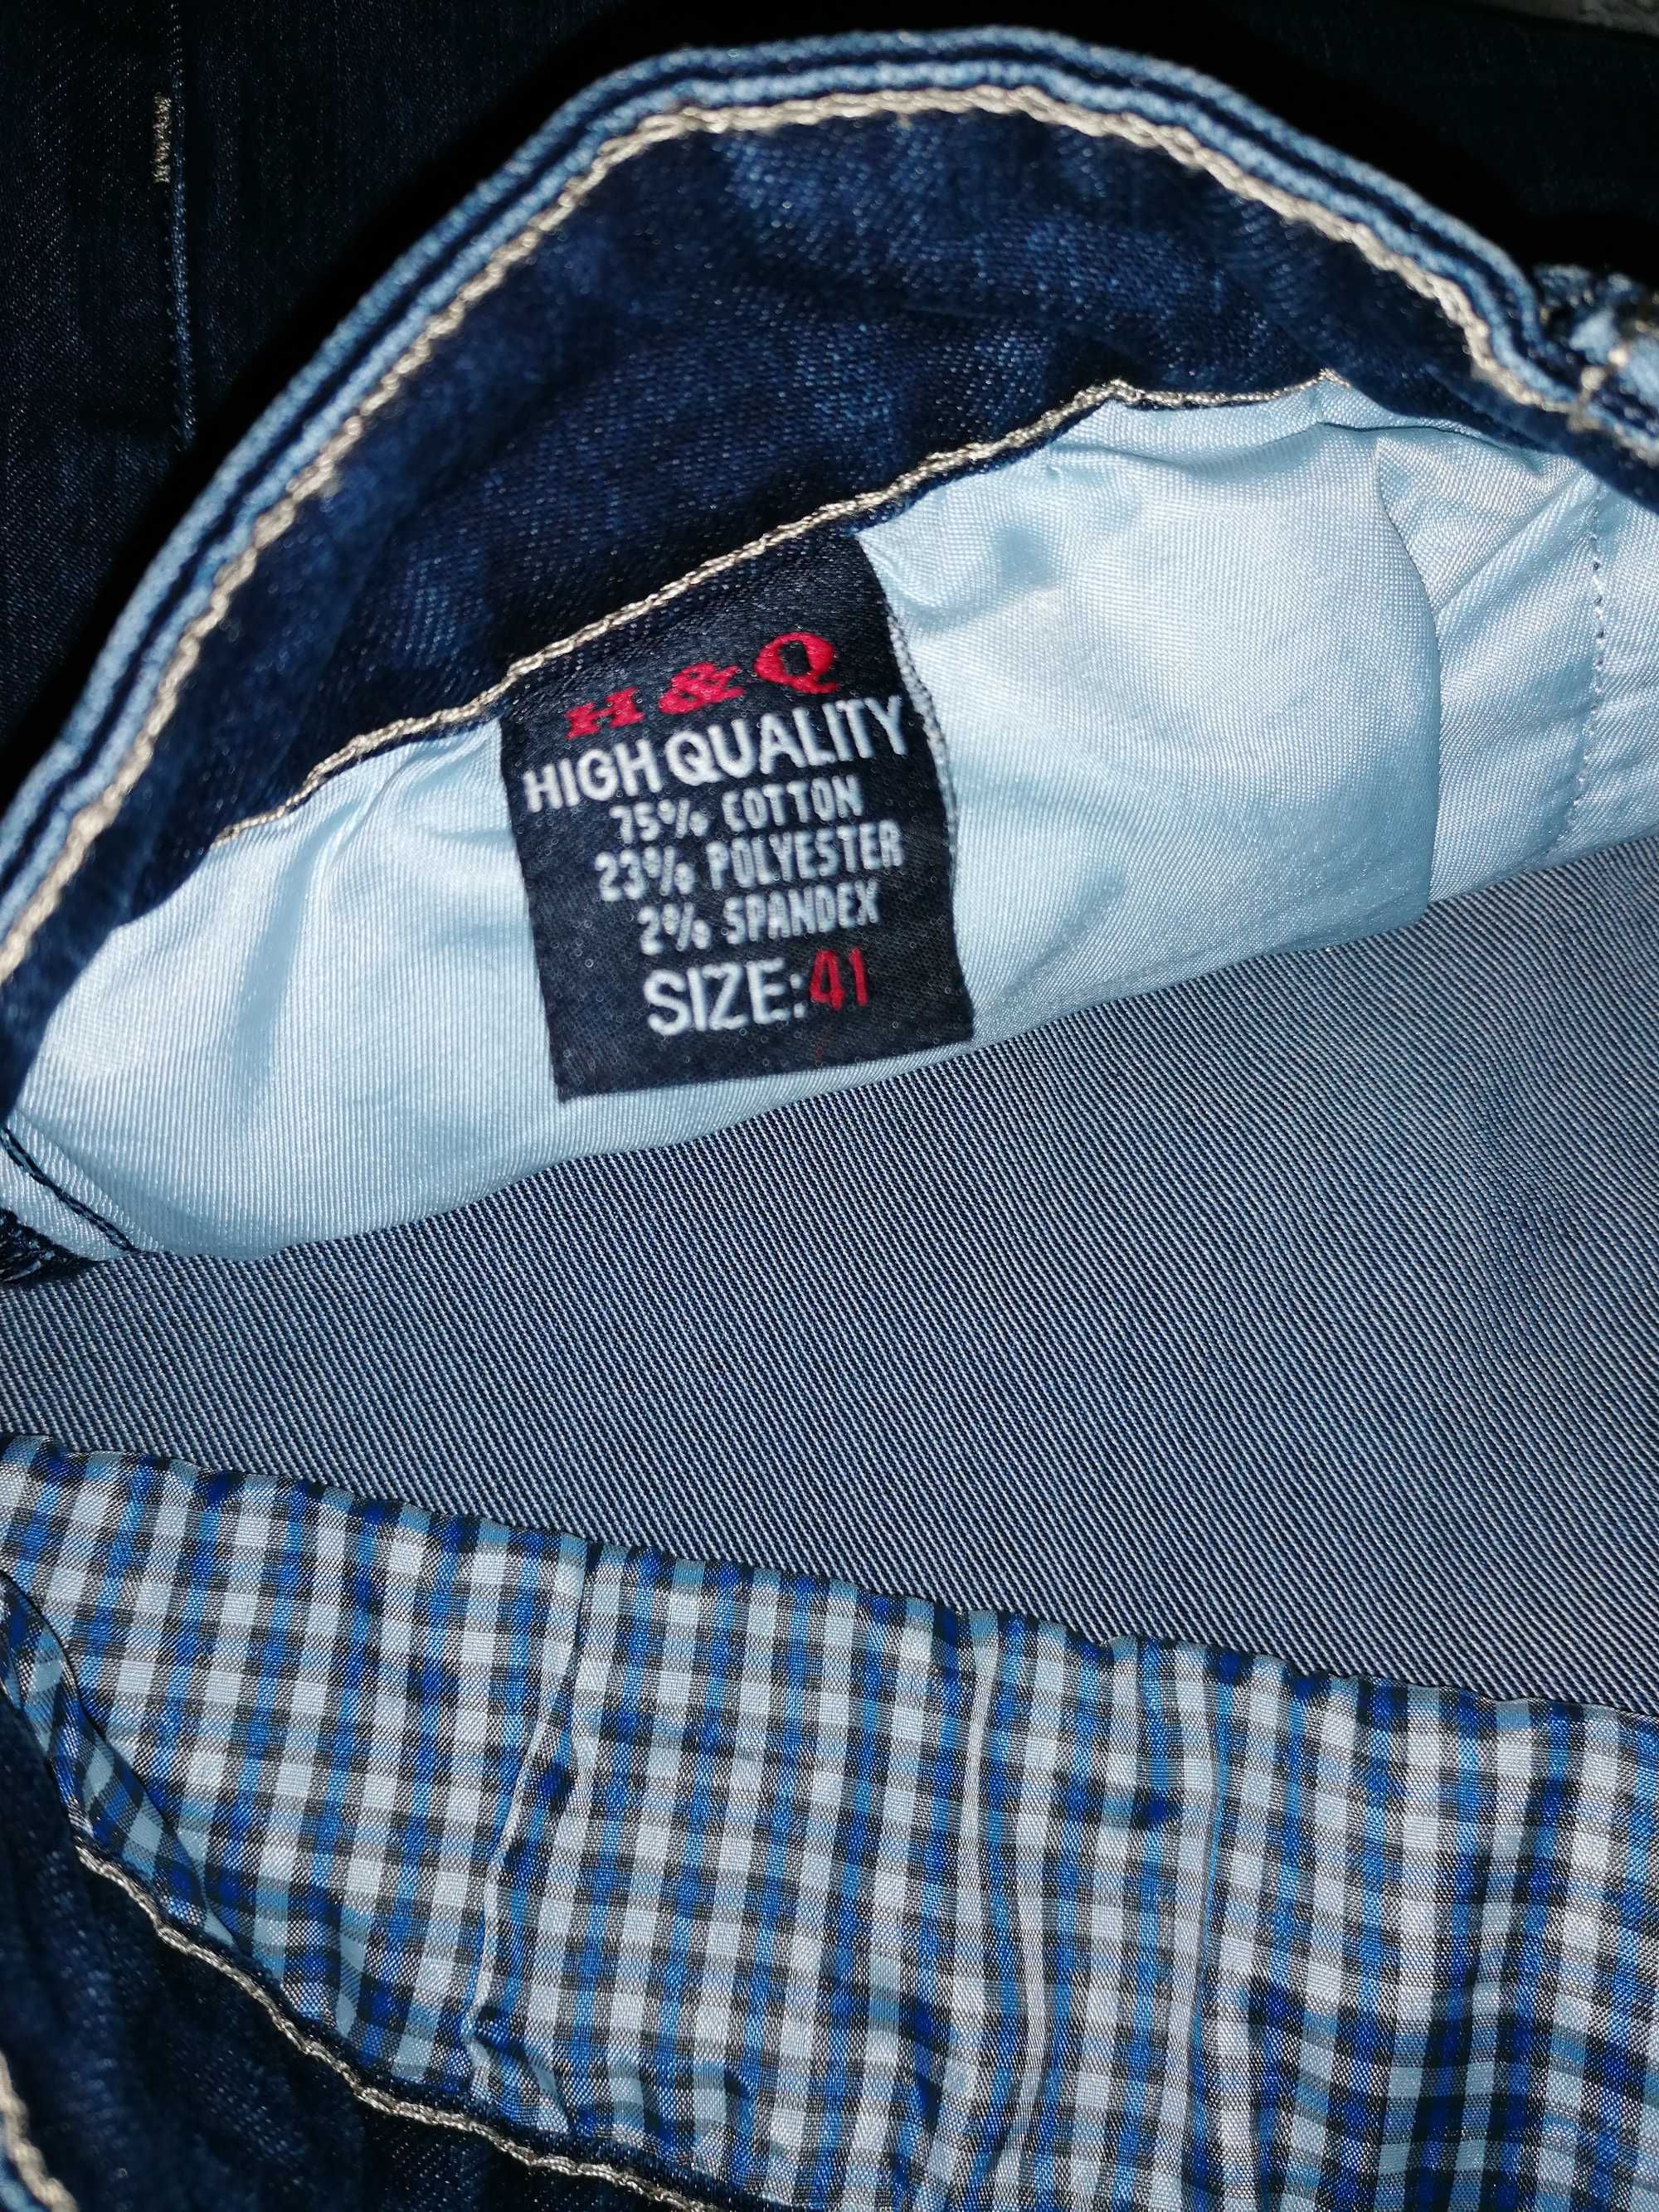 H&Q
HIGH QUALITY
75% COTTON
23% POLYESTER
2% SPANDEX
SIZE:41